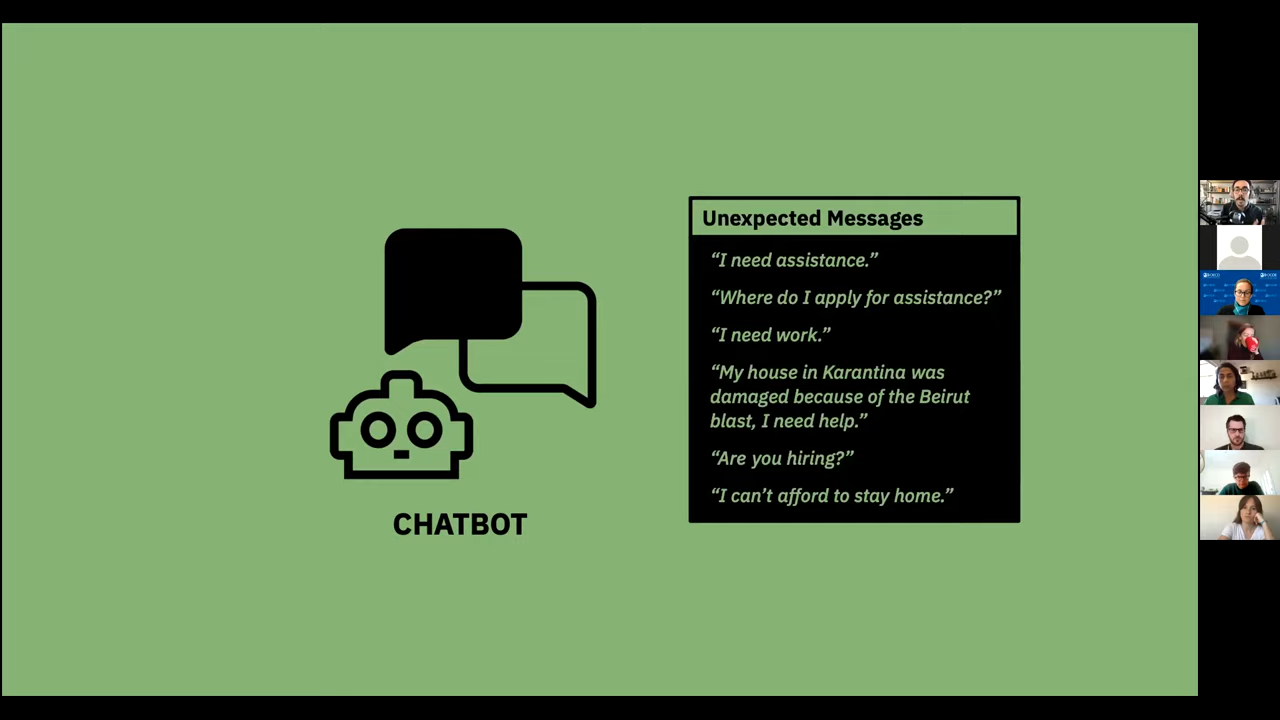 Unexpected Messages
“I need assistance.”
“Where do I apply for assistance?”
“I need work.”
“My house in Karantina was
damaged because of the Beirut
blast, I need help.”
“Are you hiring?”
“I can’t afford to stay home.”
CHATBOT